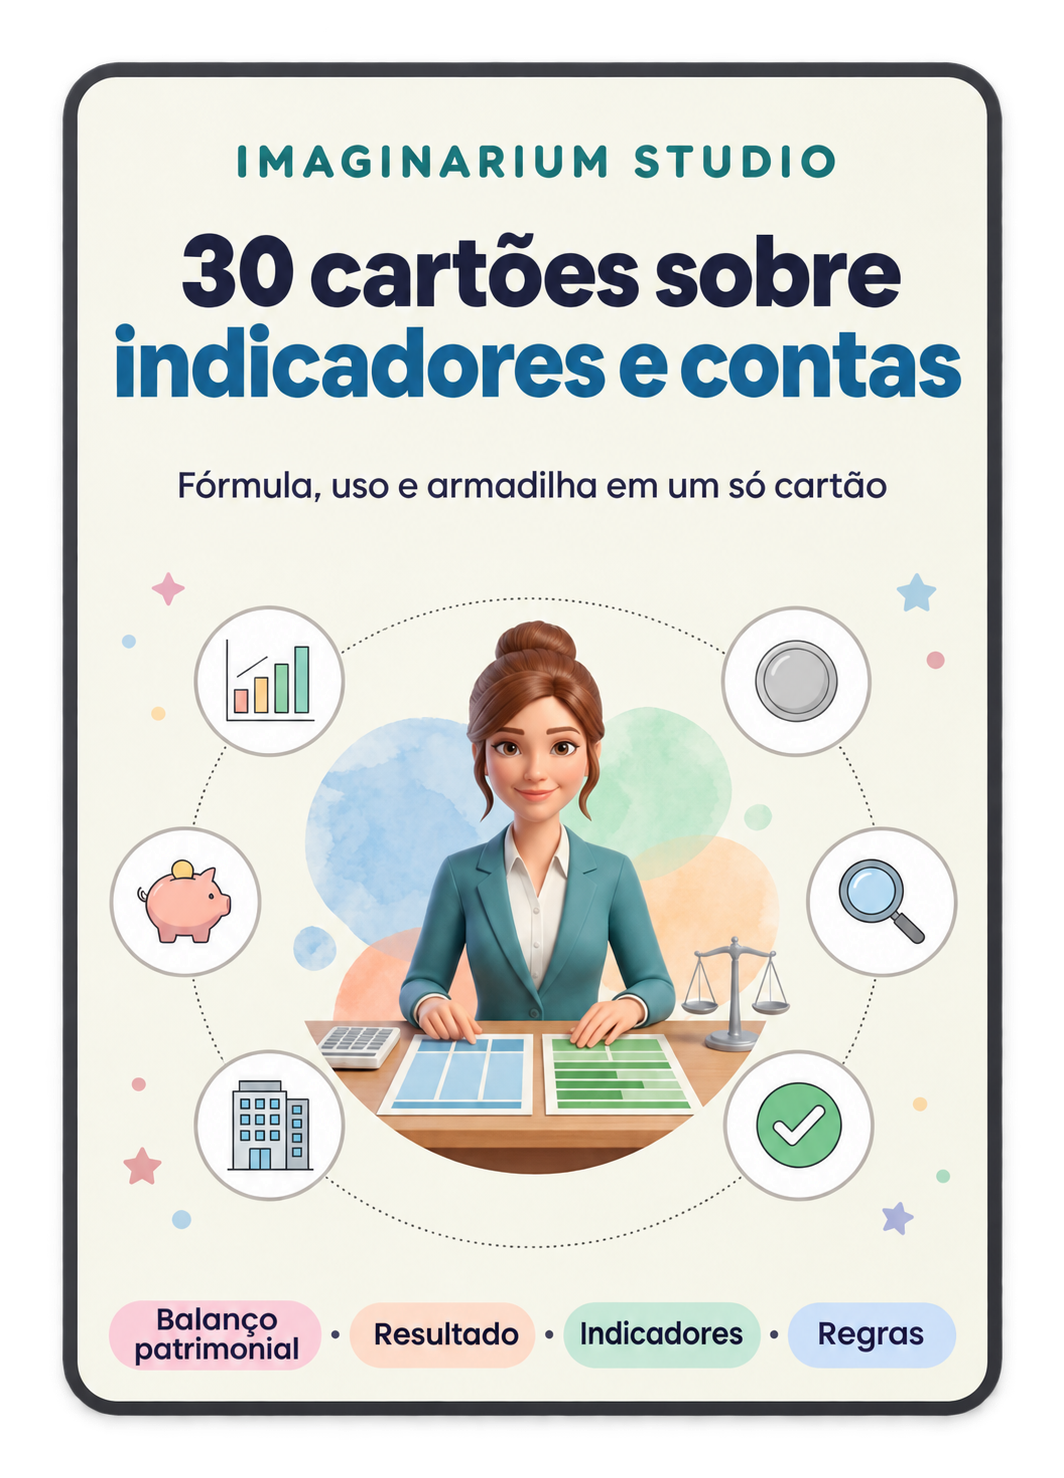 IMAGINARIUM STUDIO
30 cartões sobre
indicadores e contas
Fórmula, uso e armadilha em um só cartão
Balanço
patrimonial
• Resultado • Indicadores • Regras